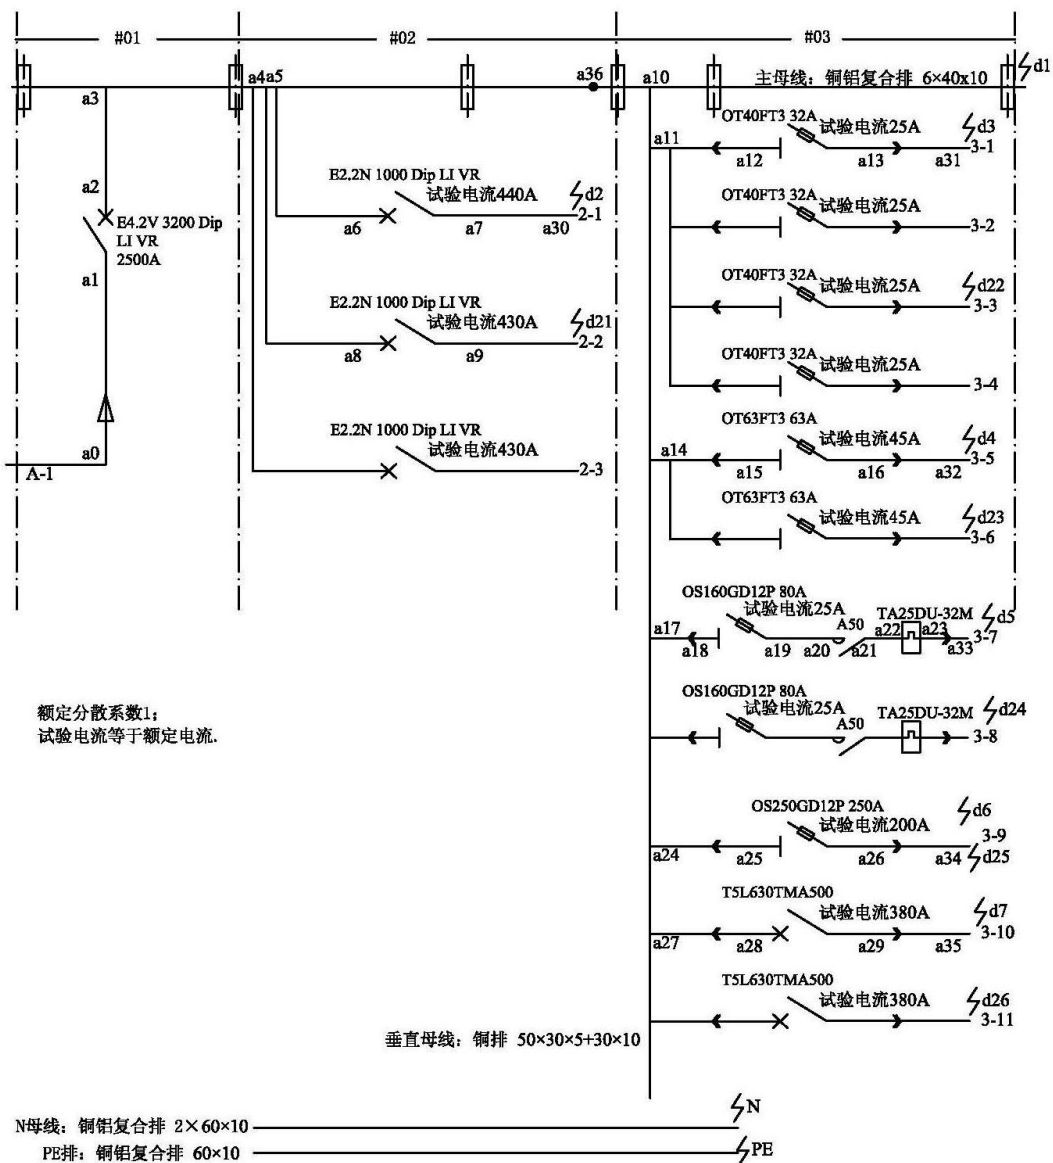 #01 #02 #03
a3 a4 a5 a36 a10 主母线：铜铝复合排 6×40x10 d1
OT40FT3 32A 试验电流25A d3
a11 a12 a13 a31 3-1
a2
E4.2V 3200 Dip
LI VR
2500A
a1
E2.2N 1000 Dip LI VR
试验电流440A d2
a6 a7 a30 2-1
OT40FT3 32A 试验电流25A
3-2
E2.2N 1000 Dip LI VR
试验电流430A d21
a8 a9 2-2
OT40FT3 32A 试验电流25A d22
3-3
OT40FT3 32A 试验电流25A
3-4
E2.2N 1000 Dip LI VR
试验电流430A
2-3
a0
A-1
OT63FT3 63A 试验电流45A d4
a14 a15 a16 a32 3-5
OT63FT3 63A 试验电流45A d23
3-6
OS160GD12P 80A
试验电流25A A50 TA25DU-32M d5
a17 a18 a19 a20 a21 a22 a23 a33 3-7
OS160GD12P 80A
试验电流25A A50 TA25DU-32M d24
3-8
额定分散系数1；
试验电流等于额定电流.
OS250GD12P 250A d6
试验电流200A 3-9
a24 a25 a26 a34 d25
T5L630TMA500
试验电流380A d7
a27 a28 a29 a35 3-10
T5L630TMA500
试验电流380A d26
3-11
垂直母线：铜排 50×30×5+30×10
N母线：铜铝复合排 2×60×10 N
PE排：铜铝复合排 60×10 PE